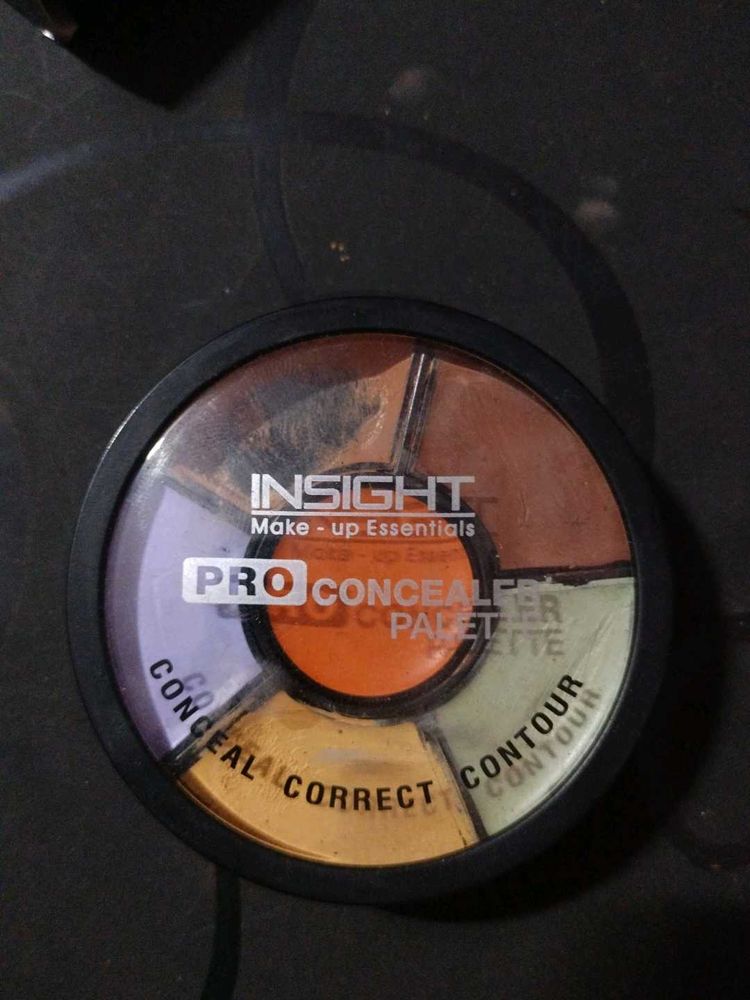 INSIGHT
Make - up Essentials
PRO CONCEALER
PALETTE
CONCEAL CORRECT CONTOUR